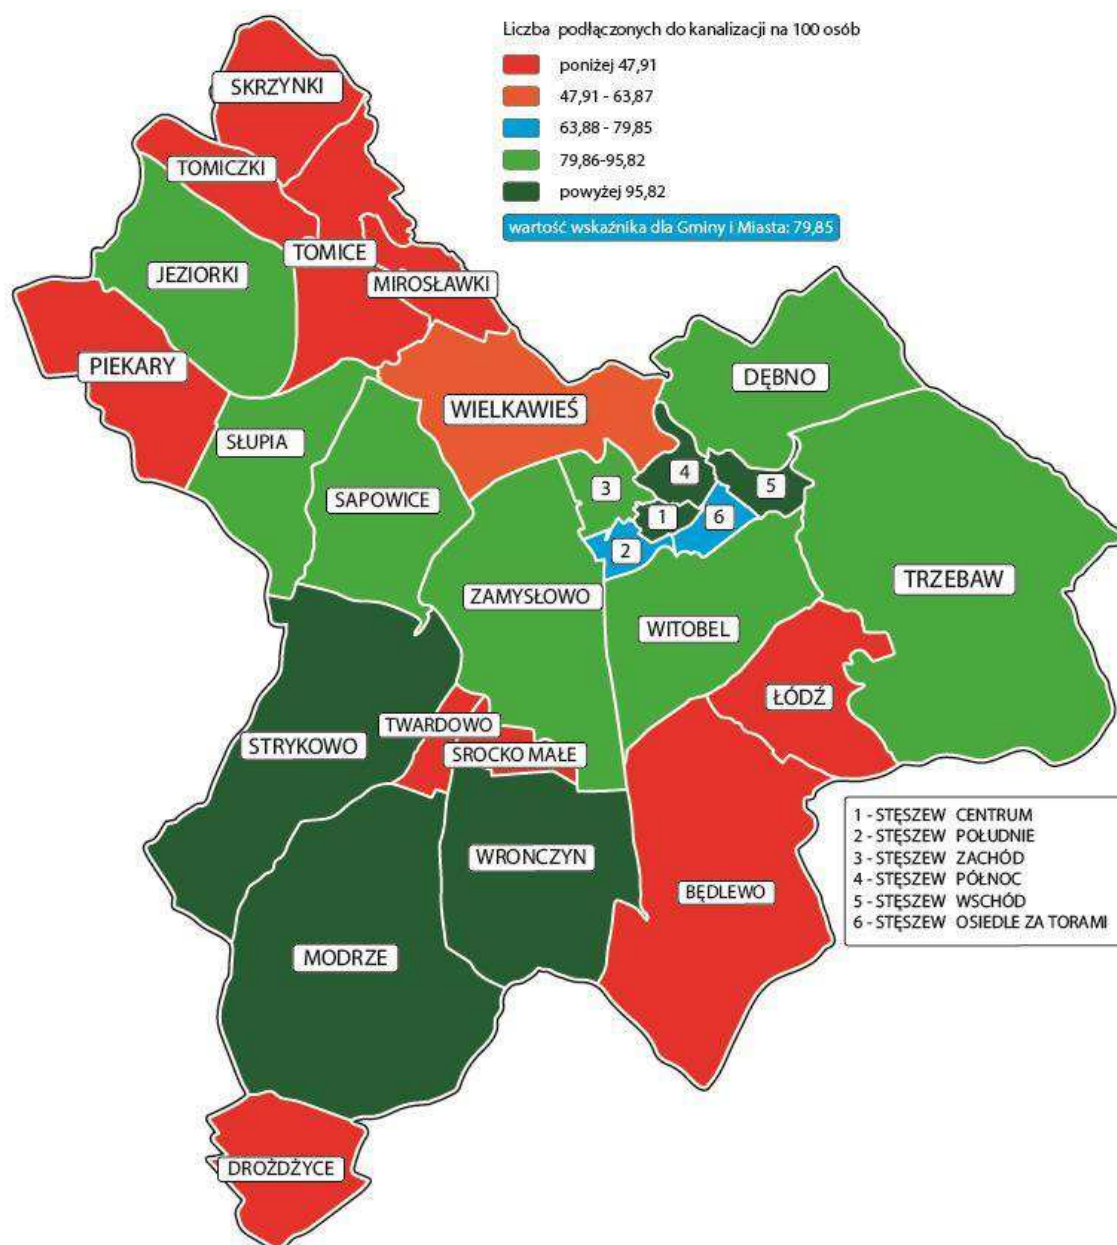 Liczba podłączonych do kanalizacji na 100 osób
poniżej 47,91
47,91 - 63,87
63,88 - 79,85
79,86-95,82
powyżej 95,82
wartość wskaźnika dla Gminy i Miasta: 79,85
SKRZYNKI
TOMICZKI
TOMICE
JEZIORKI
MIROSŁAWKI
PIEKARY
DĘBNO
WIELKAWIEŚ
SŁUPIA
SAPOWICE
4
3
5
1
6
2
TRZEBAW
ZAMYSŁOWO
WITOBEL
ŁÓDŹ
TWARDOWO
STRYKOWO
SROCKO MAŁE
WRONCZYN
BĘDLEWO
MODRZE
DROŻDŻYCE
1 - STĘSZEW CENTRUM
2 - STĘSZEW POŁUDNIE
3 - STĘSZEW ZACHÓD
4 - STĘSZEW PÓŁNOC
5 - STĘSZEW WSCHÓD
6 - STĘSZEW OSIEDLE ZA TORAMI